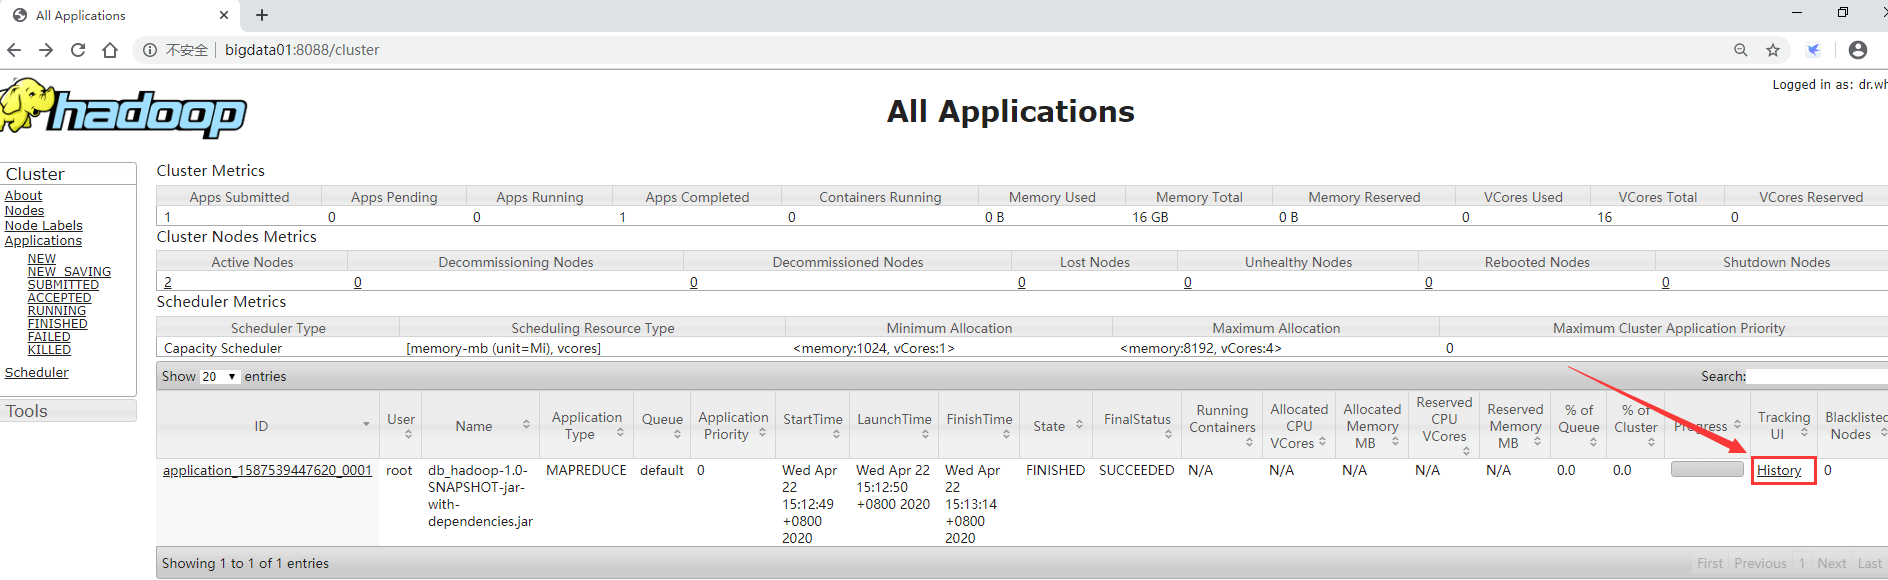 All Applications
不安全 bigdata01:8088/cluster
Logged in as: dr.wh
hadoop
All Applications
Cluster
About
Nodes
Node Labels
Applications
NEW
NEW_SAVING
SUBMITTED
ACCEPTED
RUNNING
FINISHED
FAILED
KILLED
Scheduler
Tools
Cluster Metrics
Apps Submitted Apps Pending Apps Running Apps Completed Containers Running Memory Used Memory Total Memory Reserved VCores Used VCores Total VCores Reserved
1 0 0 1 0 0 B 16 GB 0 B 0 16 0
Cluster Nodes Metrics
Active Nodes Decommissioning Nodes Decommissioned Nodes Lost Nodes Unhealthy Nodes Rebooted Nodes Shutdown Nodes
2 0 0 0 0 0 0
Scheduler Metrics
Scheduler Type Scheduling Resource Type Minimum Allocation Maximum Allocation Maximum Cluster Application Priority
Capacity Scheduler [memory-mb (unit=Mi), vcores] <memory:1024, vCores:1> <memory:8192, vCores:4> 0
Show 20 entries Search:
ID User Name Application Type Queue Application Priority StartTime LaunchTime FinishTime State FinalStatus Running Containers Allocated CPU VCores Allocated Memory MB Reserved CPU VCores Reserved Memory MB % of Queue % of Cluster Progress Tracking UI Blacklisted Nodes
application_1587539447620_0001 root db_hadoop-1.0-SNAPSHOT-jar-with-dependencies.jar MAPREDUCE default 0 Wed Apr 22 15:12:49 +0800 2020 Wed Apr 22 15:12:50 +0800 2020 Wed Apr 22 15:13:14 +0800 2020 FINISHED SUCCEEDED N/A N/A N/A N/A N/A 0.0 0.0 History 0
Showing 1 to 1 of 1 entries First Previous 1 Next Last